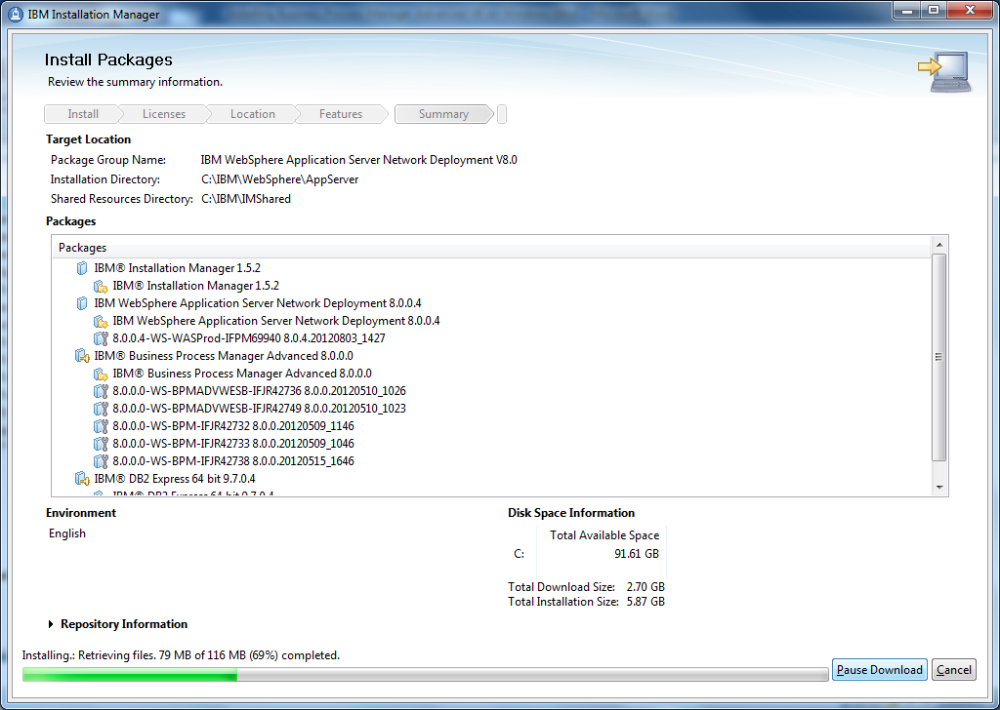 IBM Installation Manager
Install Packages
Review the summary information.
Install Licenses Location Features Summary
Target Location
Package Group Name: IBM WebSphere Application Server Network Deployment V8.0
Installation Directory: C:\IBM\WebSphere\AppServer
Shared Resources Directory: C:\IBM\IMShared
Packages
Packages
IBM® Installation Manager 1.5.2
IBM® Installation Manager 1.5.2
IBM WebSphere Application Server Network Deployment 8.0.0.4
IBM WebSphere Application Server Network Deployment 8.0.0.4
8.0.0.4-WS-WASProd-IFPM69940 8.0.4.20120803_1427
IBM® Business Process Manager Advanced 8.0.0.0
IBM® Business Process Manager Advanced 8.0.0.0
8.0.0.0-WS-BPMADVWESB-IFJR42736 8.0.0.20120510_1026
8.0.0.0-WS-BPMADVWESB-IFJR42749 8.0.0.20120510_1023
8.0.0.0-WS-BPM-IFJR42732 8.0.0.20120509_1146
8.0.0.0-WS-BPM-IFJR42733 8.0.0.20120509_1046
8.0.0.0-WS-BPM-IFJR42738 8.0.0.20120515_1646
IBM® DB2 Express 64 bit 9.7.0.4
IBM® DB2 Express 64 bit 9.7.0.4
Environment
English
Disk Space Information
Total Available Space
C: 91.61 GB
Total Download Size: 2.70 GB
Total Installation Size: 5.87 GB
Repository Information
Installing.: Retrieving files. 79 MB of 116 MB (69%) completed.
Pause Download
Cancel